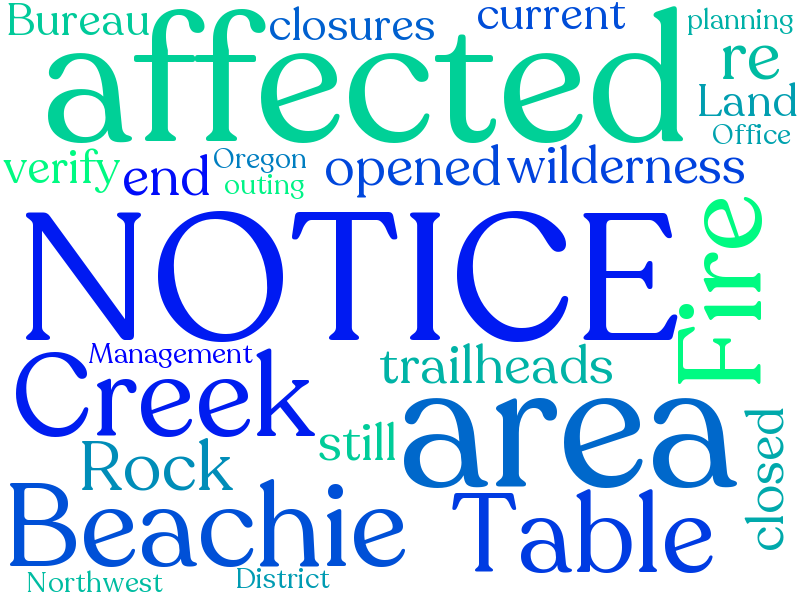 Bureau
closures
current
planning
affected
re
Land
Office
verify
end
Oregon
outing
opened
wilderness
NOTICE
Fire
Management
Creek
trailheads
area
still
Rock
closed
Beachie
Table
Northwest
District